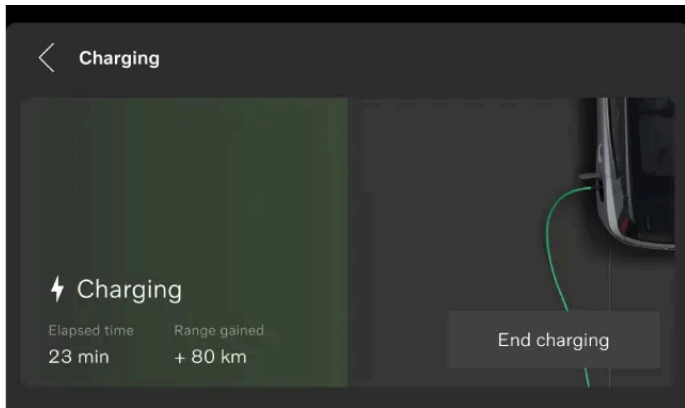 Charging
Charging
Elapsed time Range gained
23 min + 80 km
End charging